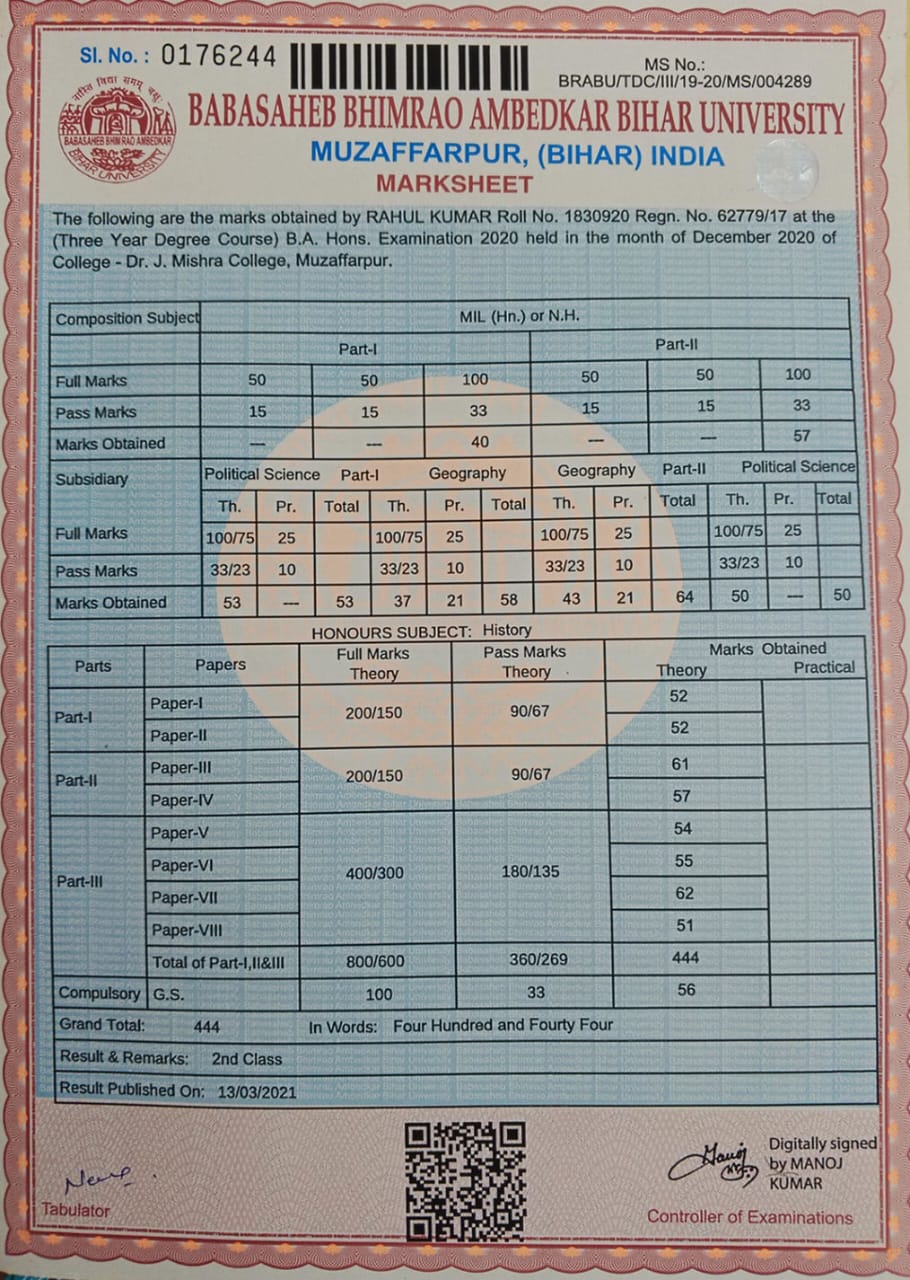 Sl. No. : 0176244
MS No.:
BRABU/TDC/III/19-20/MS/004289
नास्ति विद्या समम् चक्षुः
BABASAHEB BHIM RAO AMBEDKAR
BIHAR UNIVERSITY
BABASAHEB BHIMRAO AMBEDKAR BIHAR UNIVERSITY
MUZAFFARPUR, (BIHAR) INDIA
MARKSHEET
The following are the marks obtained by RAHUL KUMAR Roll No. 1830920 Regn. No. 62779/17 at the
(Three Year Degree Course) B.A. Hons. Examination 2020 held in the month of December 2020 of
College - Dr. J. Mishra College, Muzaffarpur.
Composition Subject MIL (Hn.) or N.H.
Part-I Part-II
Full Marks 50 50 100 50 50 100
Pass Marks 15 15 33 15 15 33
Marks Obtained — — 40 — — 57
Subsidiary Political Science Part-I Geography Geography Part-II Political Science
Th. Pr. Total Th. Pr. Total Th. Pr. Total Th. Pr. Total
Full Marks 100/75 25 100/75 25 100/75 25 100/75 25
Pass Marks 33/23 10 33/23 10 33/23 10 33/23 10
Marks Obtained 53 — 53 37 21 58 43 21 64 50 — 50
HONOURS SUBJECT: History
Parts Papers Full Marks Theory Pass Marks Theory Marks Obtained
Theory Practical
Part-I Paper-I 200/150 90/67 52
Paper-II 52
Part-II Paper-III 200/150 90/67 61
Paper-IV 57
Part-III Paper-V 400/300 180/135 54
Paper-VI 55
Paper-VII 62
Paper-VIII 51
Total of Part-I,II&III 800/600 360/269 444
Compulsory G.S. 100 33 56
Grand Total: 444 In Words: Four Hundred and Fourty Four
Result & Remarks: 2nd Class
Result Published On: 13/03/2021
Digitally signed
by MANOJ
KUMAR
Tabulator
Controller of Examinations